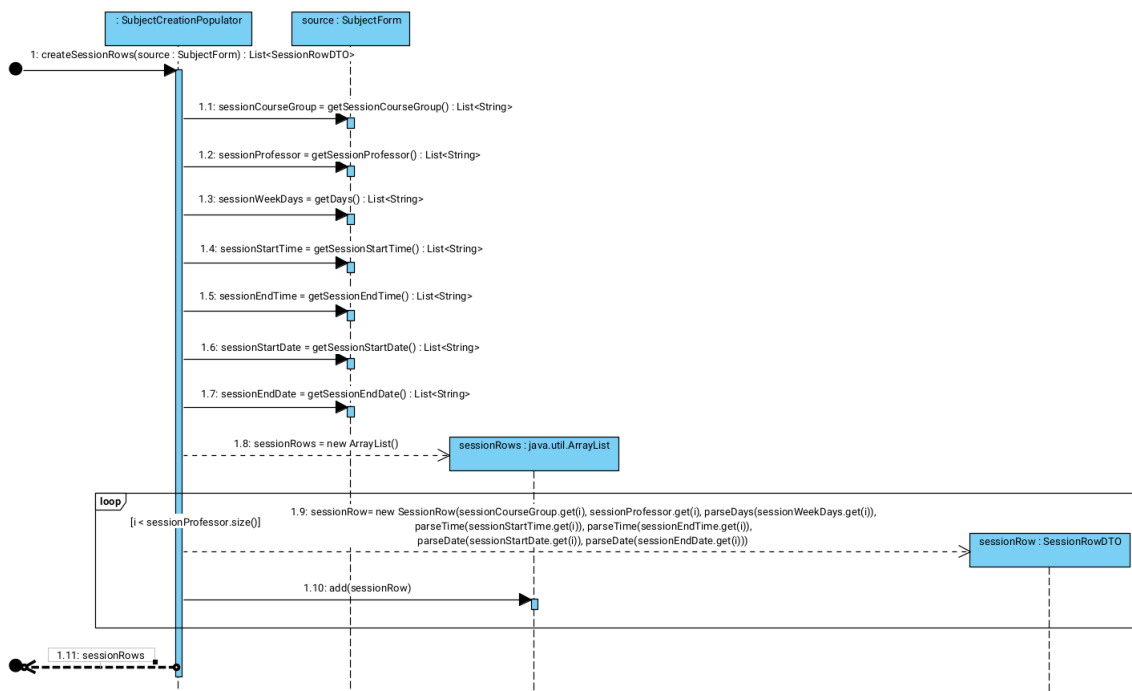 : SubjectCreationPopulator
source : SubjectForm
1: createSessionRows(source : SubjectForm) : List<SessionRowDTO>
1.1: sessionCourseGroup = getSessionCourseGroup() : List<String>
1.2: sessionProfessor = getSessionProfessor() : List<String>
1.3: sessionWeekDays = getDays() : List<String>
1.4: sessionStartTime = getSessionStartTime() : List<String>
1.5: sessionEndTime = getSessionEndTime() : List<String>
1.6: sessionStartDate = getSessionStartDate() : List<String>
1.7: sessionEndDate = getSessionEndDate() : List<String>
1.8: sessionRows = new ArrayList()
sessionRows : java.util.ArrayList
loop
[i < sessionProfessor.size()]
1.9: sessionRow= new SessionRow(sessionCourseGroup.get(i), sessionProfessor.get(i), parseDays(sessionWeekDays.get(i)),
parseTime(sessionStartTime.get(i)), parseTime(sessionEndTime.get(i)),
parseDate(sessionStartDate.get(i)), parseDate(sessionEndDate.get(i)))
sessionRow : SessionRowDTO
1.10: add(sessionRow)
1.11: sessionRows